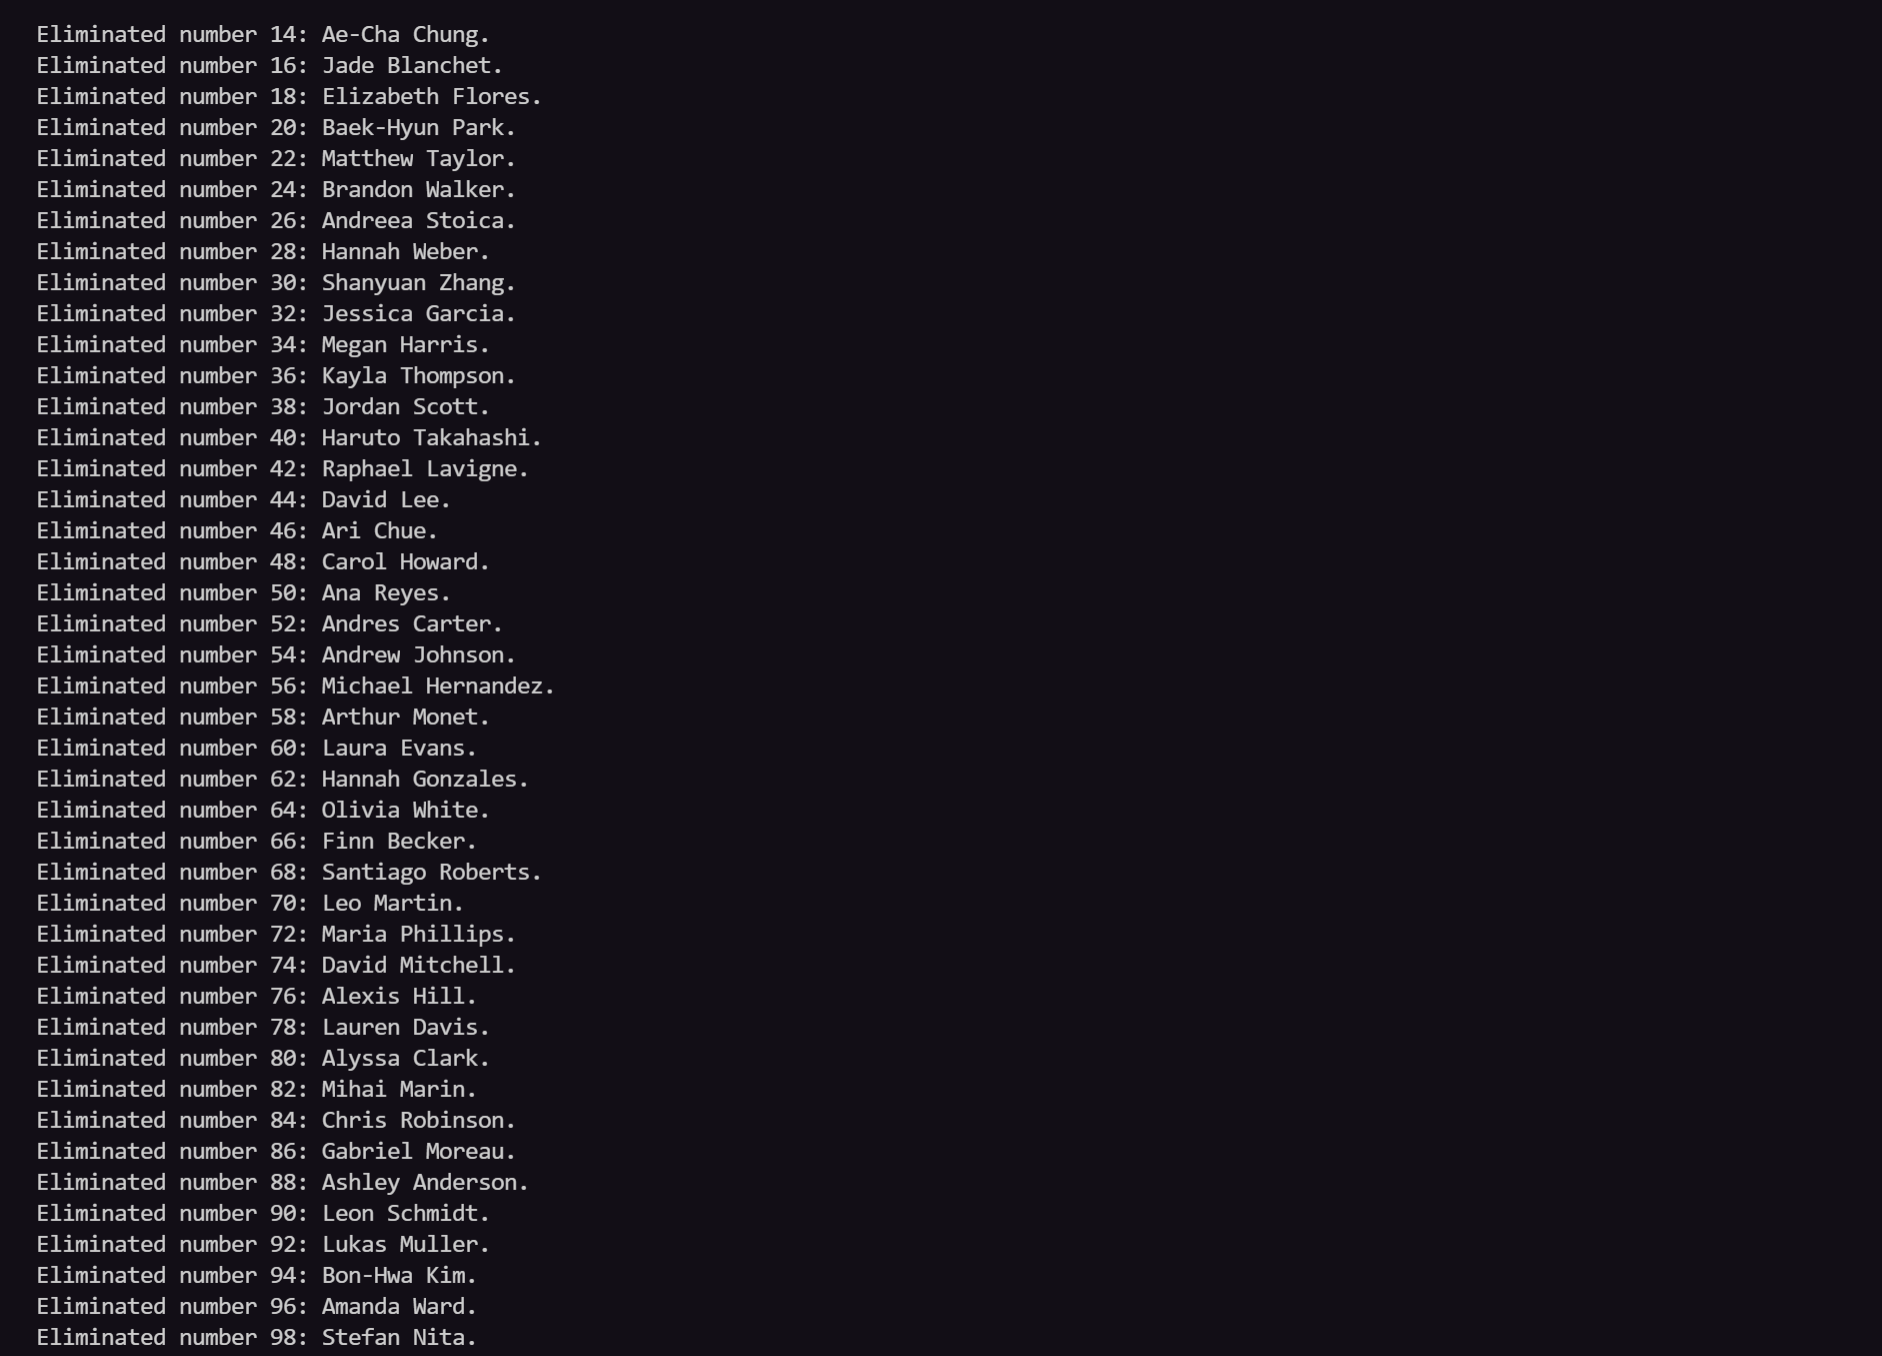 Eliminated number 14: Ae-Cha Chung.
Eliminated number 16: Jade Blanchet.
Eliminated number 18: Elizabeth Flores.
Eliminated number 20: Baek-Hyun Park.
Eliminated number 22: Matthew Taylor.
Eliminated number 24: Brandon Walker.
Eliminated number 26: Andreea Stoica.
Eliminated number 28: Hannah Weber.
Eliminated number 30: Shanyuan Zhang.
Eliminated number 32: Jessica Garcia.
Eliminated number 34: Megan Harris.
Eliminated number 36: Kayla Thompson.
Eliminated number 38: Jordan Scott.
Eliminated number 40: Haruto Takahashi.
Eliminated number 42: Raphael Lavigne.
Eliminated number 44: David Lee.
Eliminated number 46: Ari Chue.
Eliminated number 48: Carol Howard.
Eliminated number 50: Ana Reyes.
Eliminated number 52: Andres Carter.
Eliminated number 54: Andrew Johnson.
Eliminated number 56: Michael Hernandez.
Eliminated number 58: Arthur Monet.
Eliminated number 60: Laura Evans.
Eliminated number 62: Hannah Gonzales.
Eliminated number 64: Olivia White.
Eliminated number 66: Finn Becker.
Eliminated number 68: Santiago Roberts.
Eliminated number 70: Leo Martin.
Eliminated number 72: Maria Phillips.
Eliminated number 74: David Mitchell.
Eliminated number 76: Alexis Hill.
Eliminated number 78: Lauren Davis.
Eliminated number 80: Alyssa Clark.
Eliminated number 82: Mihai Marin.
Eliminated number 84: Chris Robinson.
Eliminated number 86: Gabriel Moreau.
Eliminated number 88: Ashley Anderson.
Eliminated number 90: Leon Schmidt.
Eliminated number 92: Lukas Muller.
Eliminated number 94: Bon-Hwa Kim.
Eliminated number 96: Amanda Ward.
Eliminated number 98: Stefan Nita.